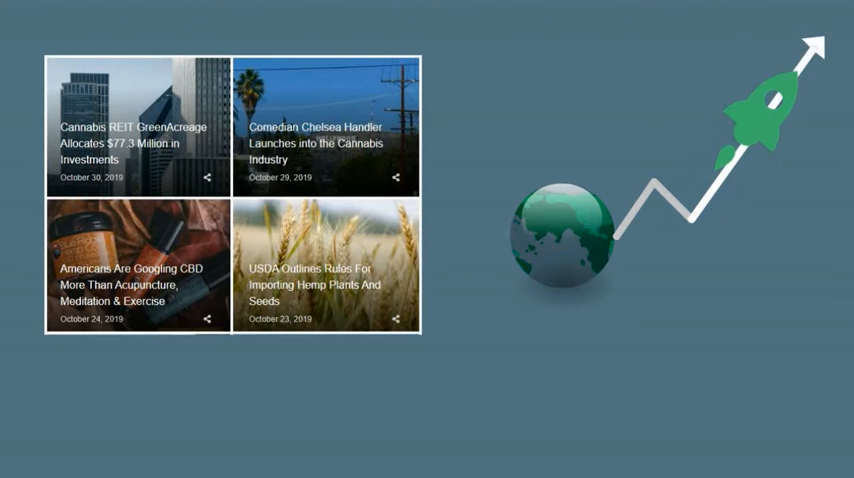 Cannabis REIT GreenAcreage
Allocates $77.3 Million in
Investments
October 30, 2019
Comedian Chelsea Handler
Launches into the Cannabis
Industry
October 29, 2019
Americans Are Googling CBD
More Than Acupuncture,
Meditation & Exercise
October 24, 2019
USDA Outlines Rules For
Importing Hemp Plants And
Seeds
October 23, 2019